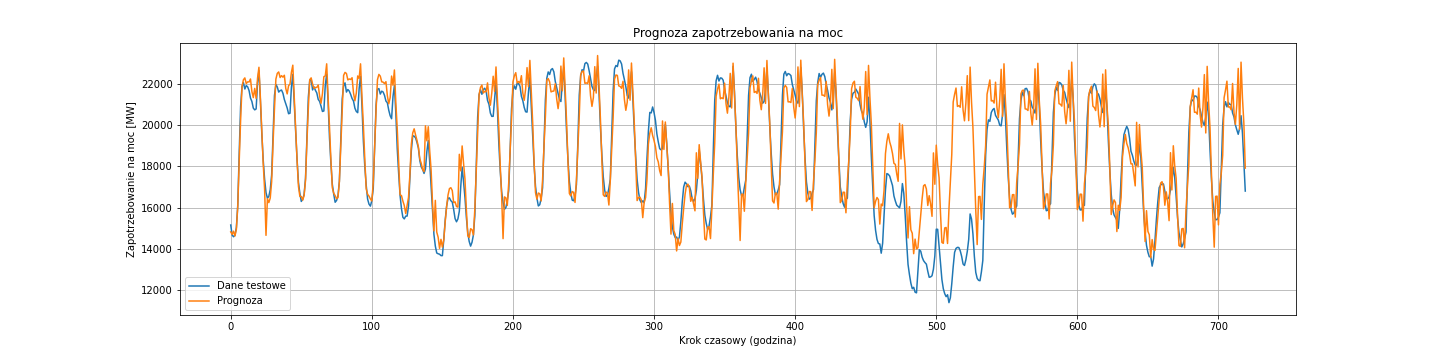 Prognoza zapotrzebowania na moc
Zapotrzebowanie na moc [MW]
22000
20000
18000
16000
14000
12000
Dane testowe
Prognoza
0 100 200 300 400 500 600 700
Krok czasowy (godzina)